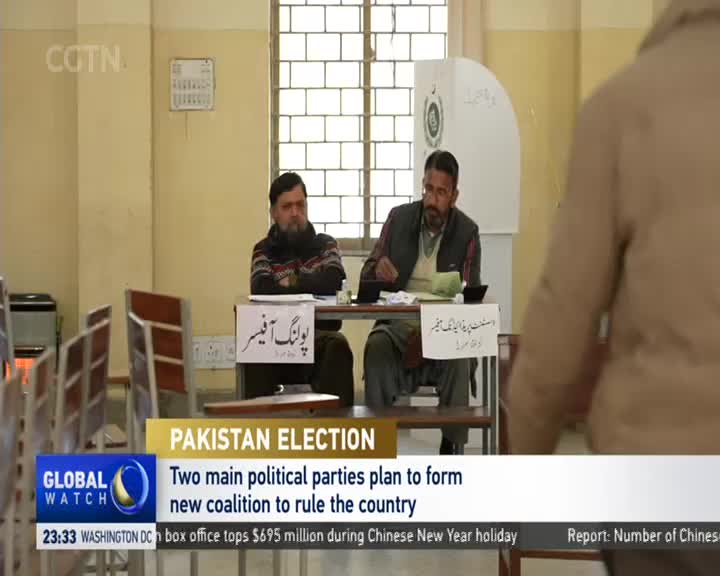 CGTN
پولنگ آفیسر
PAKISTAN ELECTION
Two main political parties plan to form
new coalition to rule the country
GLOBAL
WATCH
23:33 WASHINGTON DC
box office tops $695 million during Chinese New Year holiday
Report: Number of Chines